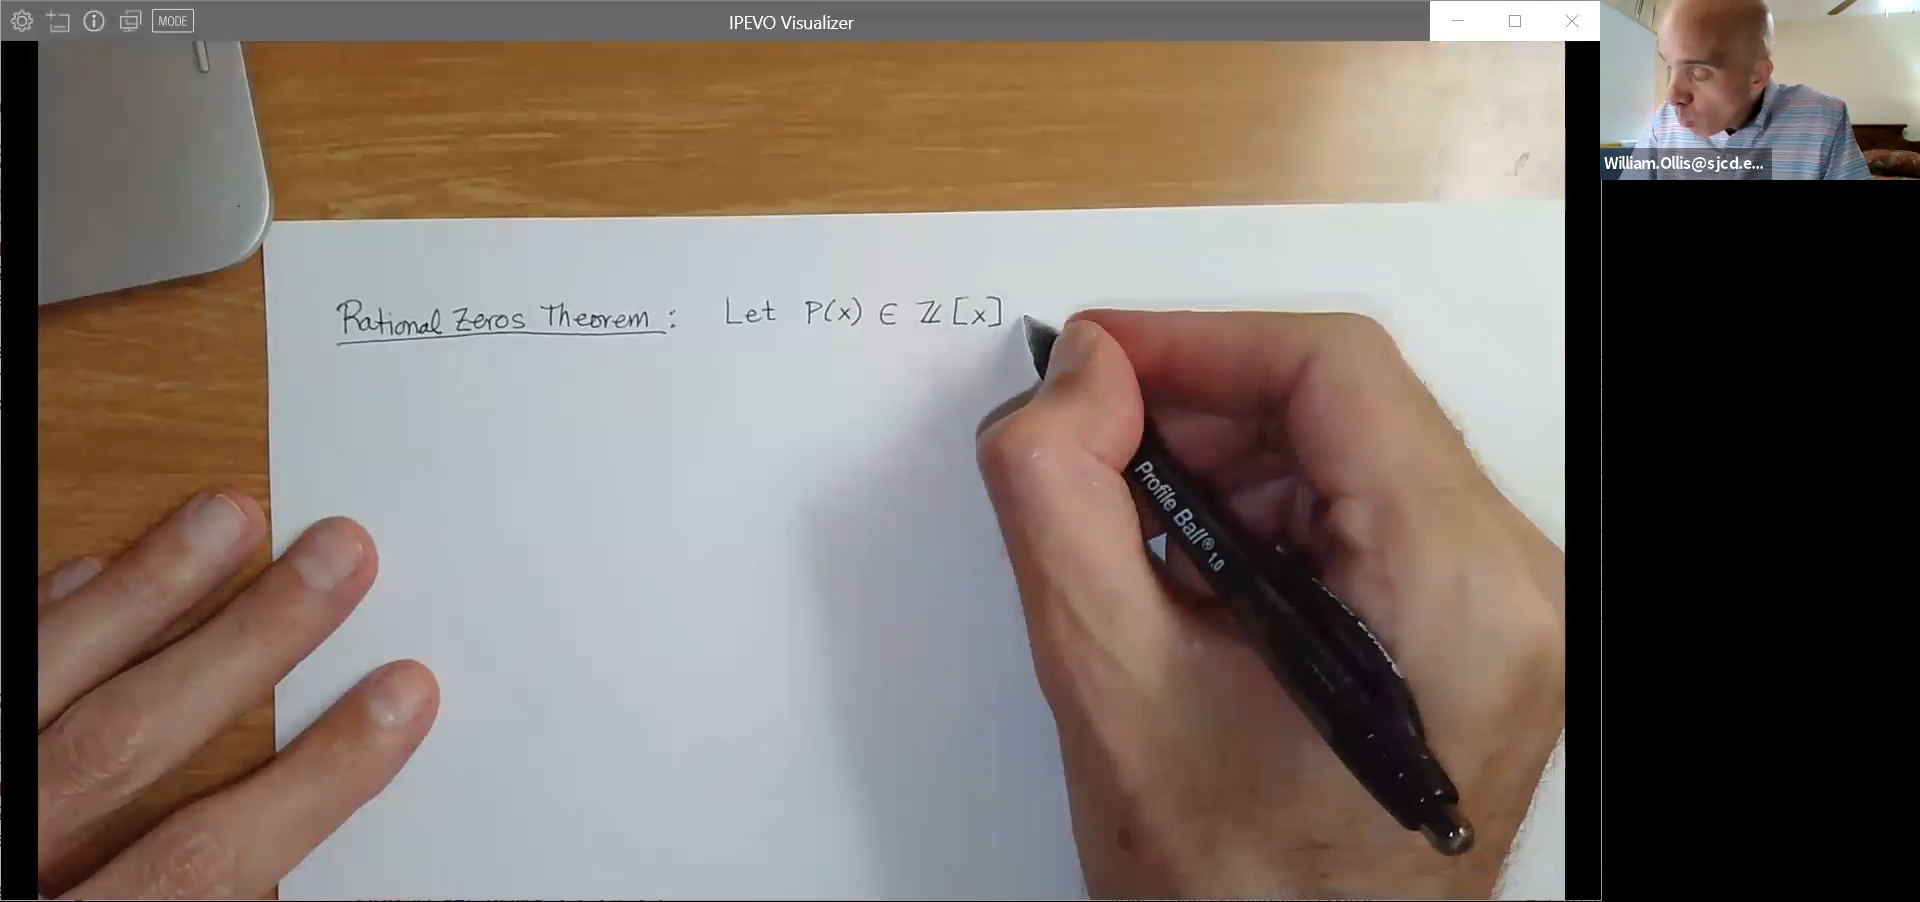 MODE
IPEVO Visualizer
William.Ollis@sjcd.e...
Rational Zeros Theorem: Let P(x) ∈ ℤ[x]
Profile Ball® 1.0